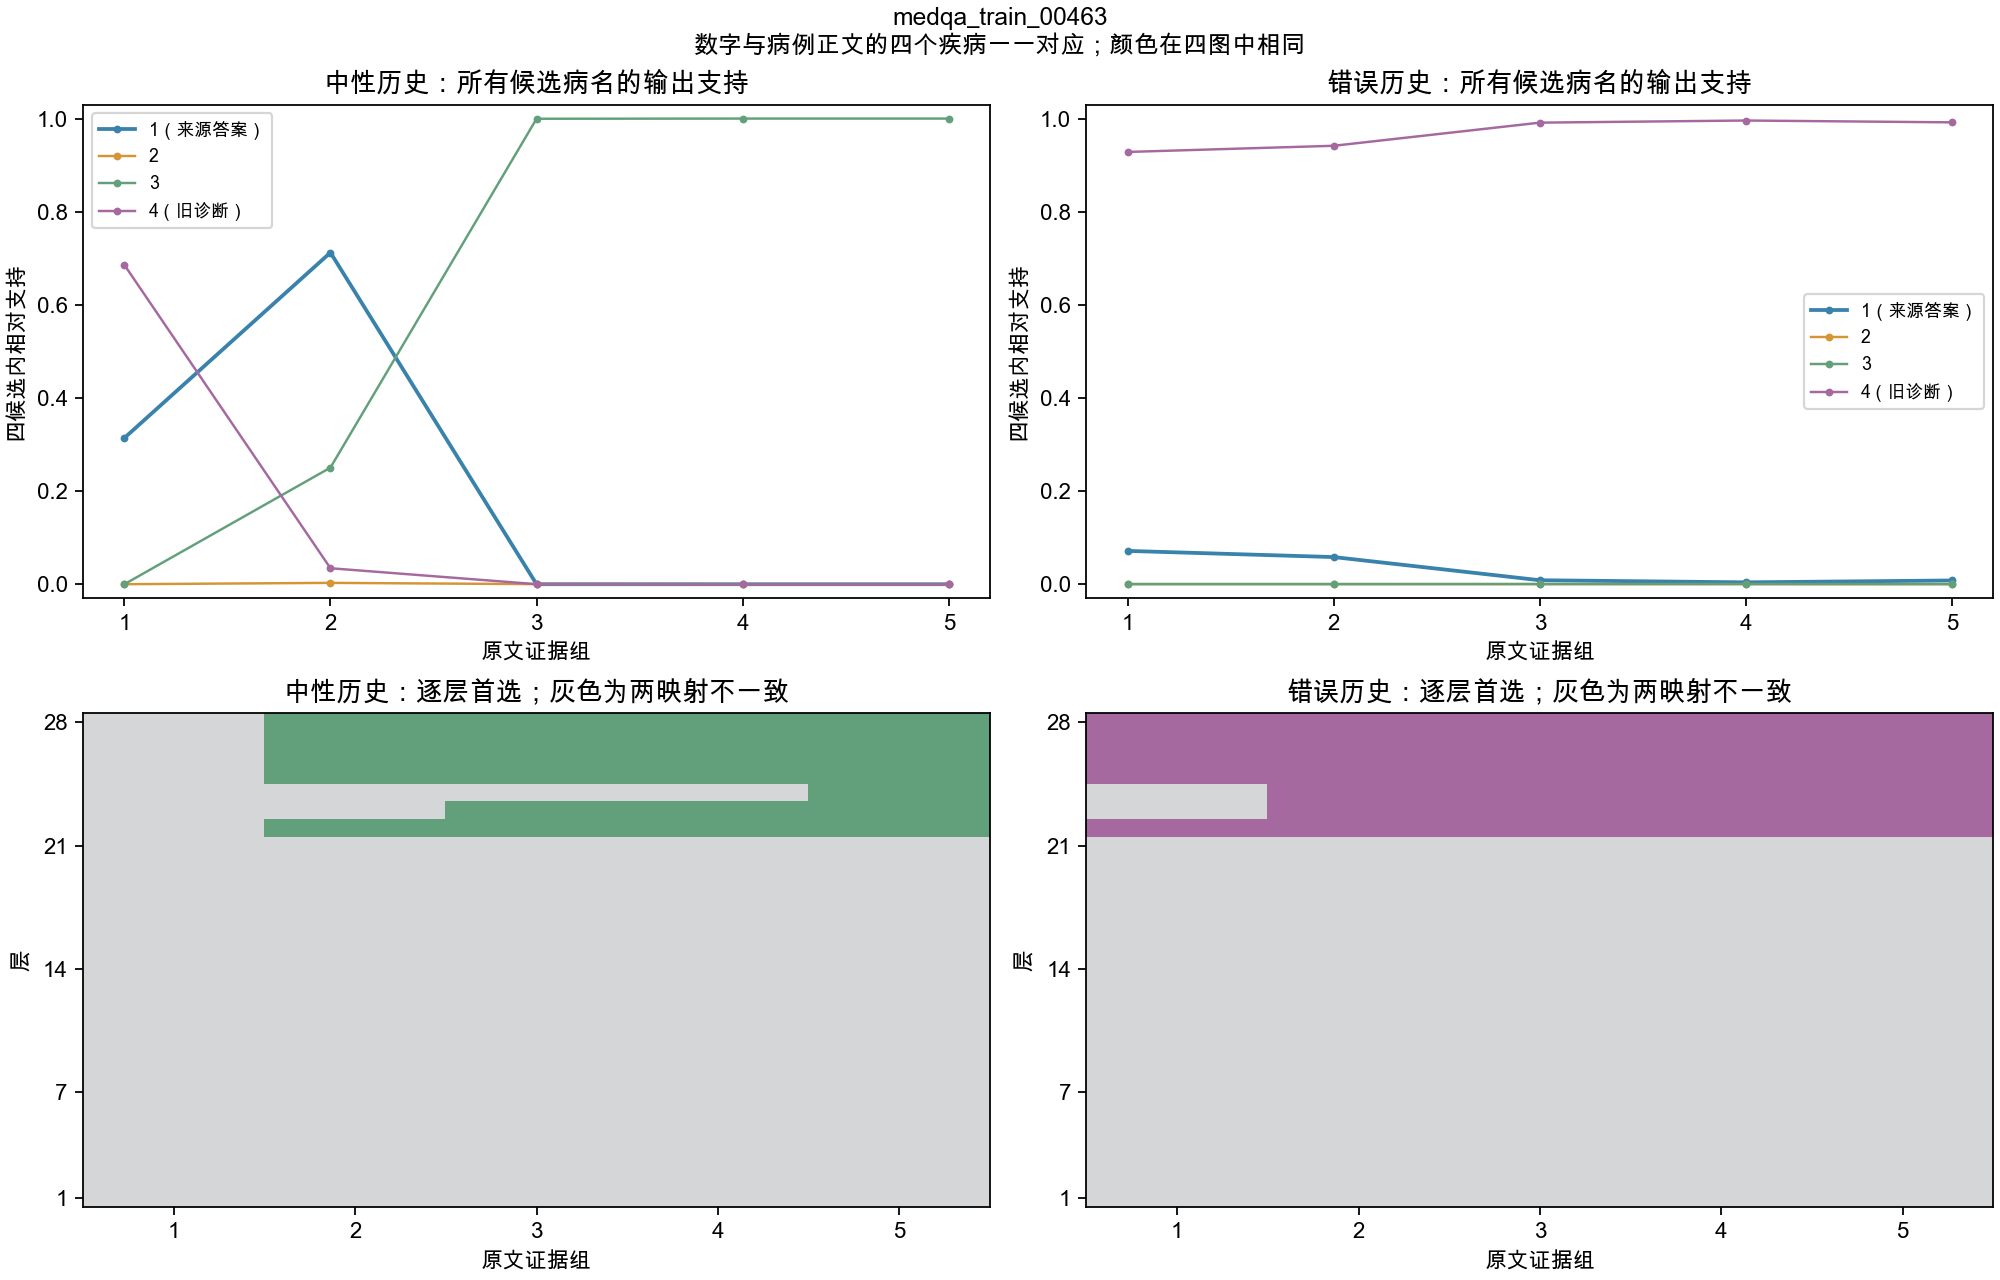 medqa_train_00463
数字与病例正文的四个疾病一一对应；颜色在四图中相同
中性历史：所有候选病名的输出支持
1.0
0.8
0.6
0.4
0.2
0.0
四候选内相对支持
1（来源答案）
2
3
4（旧诊断）
1 2 3 4 5
原文证据组
错误历史：所有候选病名的输出支持
1.0
0.8
0.6
0.4
0.2
0.0
四候选内相对支持
1（来源答案）
2
3
4（旧诊断）
1 2 3 4 5
原文证据组
中性历史：逐层首选；灰色为两映射不一致
28
21
14
7
1
层
1 2 3 4 5
原文证据组
错误历史：逐层首选；灰色为两映射不一致
28
21
14
7
1
层
1 2 3 4 5
原文证据组